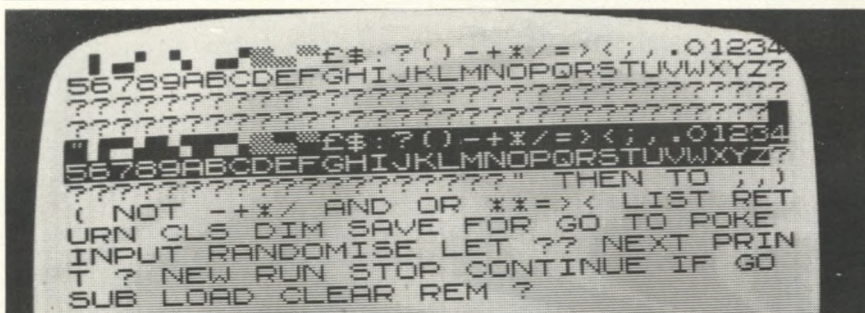 £$:?()-+*/=><;,.01234
56789ABCDEFGHIJKLMNOPQRSTUVWXYZ?
????????????????????????????????
???????????????????????????????
"£$:?()-+*/=><;,.01234
56789ABCDEFGHIJKLMNOPQRSTUVWXYZ?
???????????????????" THEN TO ;,)
( NOT -+*/ AND OR **=>< LIST RET
URN CLS DIM SAVE FOR GO TO POKE
INPUT RANDOMISE LET ?? NEXT PRIN
T ? NEW RUN STOP CONTINUE IF GO
SUB LOAD CLEAR REM ?